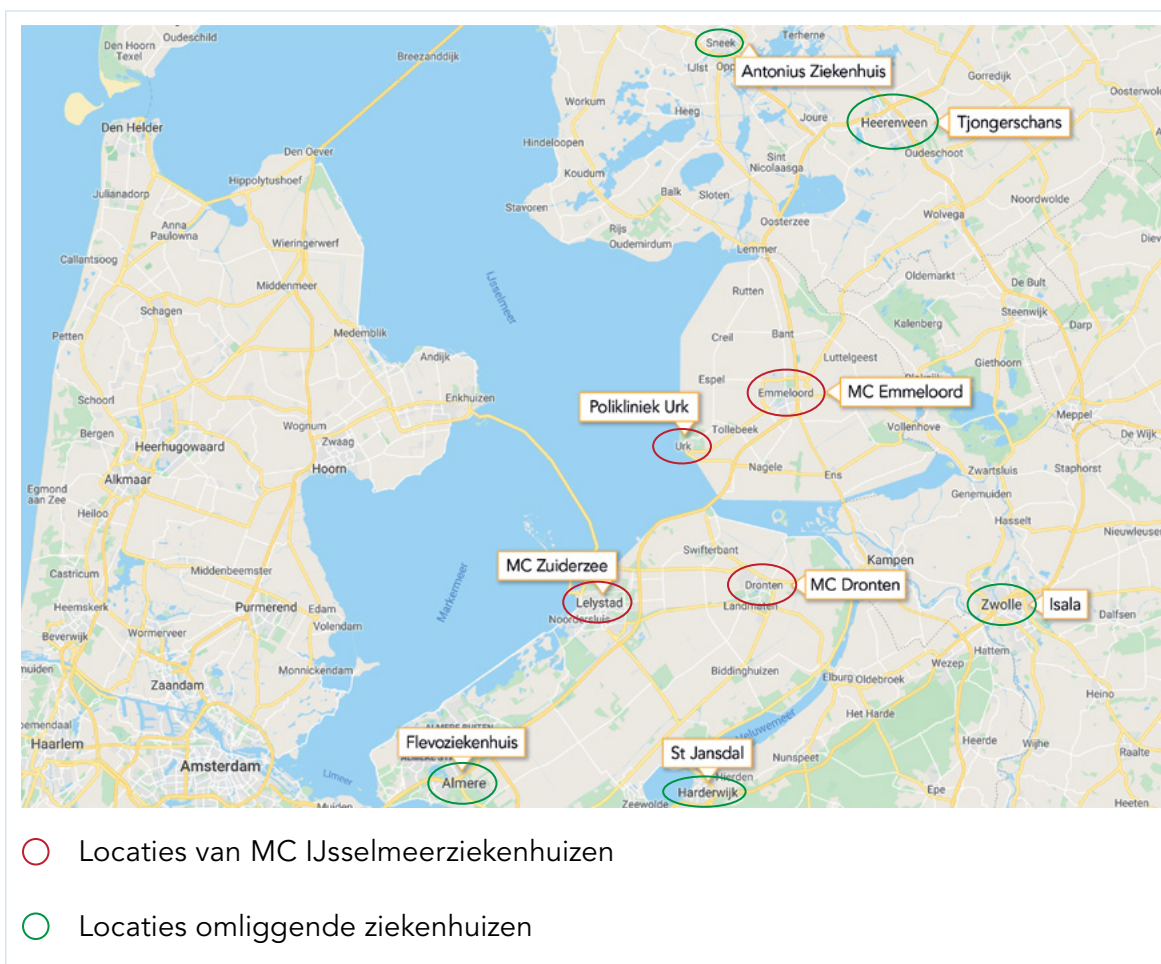 Oudeschild
Den Hoorn
Texel
Breezanddijk
Sneek
Terherne
IJlst
Antonius Ziekenhuis
Gorredijk
Workum
Heeg
Joure
Heerenveen
Tjongerschans
Den Helder
Den Oever
Hindeloopen
Oudeschoot
Sint
Nicolaasga
Koudum
Hippolytushoef
Julianadorp
Balk
Sloten
Noordwolde
Stavoren
Anna
Paulowna
Rijs
Oosterzee
Wolvega
Wieringerwerf
Oudemirdum
Lemmer
Callantsoog
IJsselmeer
Oldemarkt
De Bult
Middenmeer
Rutten
Schagen
Steenwijk
Kalenberg
Darp
Petten
Medemblik
Creil
Bant
Andijk
Luttelgeest
Giethoorn
Espel
Emmeloord
MC Emmeloord
Schoorl
Enkhuizen
Polikliniek Urk
Meppel
Bergen
Wognum
Tollebeek
Vollenhove
De Wijk
Heerhugowaard
Zwaag
Urk
Hoorn
Nagele
Ens
Zwartsluis
Staphorst
Alkmaar
Egmond
aan Zee
Genemuiden
Heiloo
Hasselt
Nieuwleusen
Swifterbant
Kampen
MC Zuiderzee
Castricum
Middenbeemster
Markermeer
Dronten
MC Dronten
Lelystad
Zwolle
Isala
Heemskerk
Purmerend
Edam
Noordersluis
Dalfsen
Volendam
Beverwijk
Wormerveer
Hattem
Monnickendam
Biddinghuizen
Wezep
Elburg
Oldebroek
Zaandam
Heino
Het Harde
Flevoziekenhuis
St Jansdal
Heerde
Wijhe
Haarlem
Nunspeet
Raalte
Amsterdam
Almere
Hierden
Harderwijk
Epe
Muiden
Zeewolde
Heeten
Locaties van MC IJsselmeerziekenhuizen
Locaties omliggende ziekenhuizen